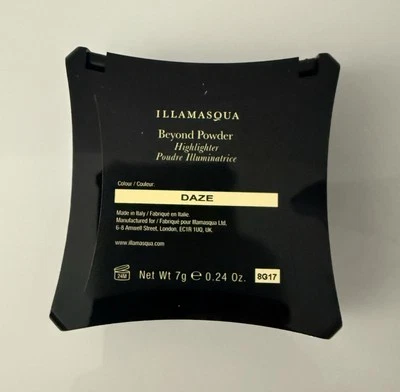 ILLAMASQUA
Beyond Powder
Highlighter
Poudre Illuminatrice
Colour / Couleur:
DAZE
Made in Italy / Fabriqué en Italie
Manufactured for / Fabriqué pour Illamasqua Ltd.
6-8 Amwell Street, London, EC1R 1UQ, UK.
www.illamasqua.com
24M Net Wt 7g ℮ 0.24 Oz. 8G17